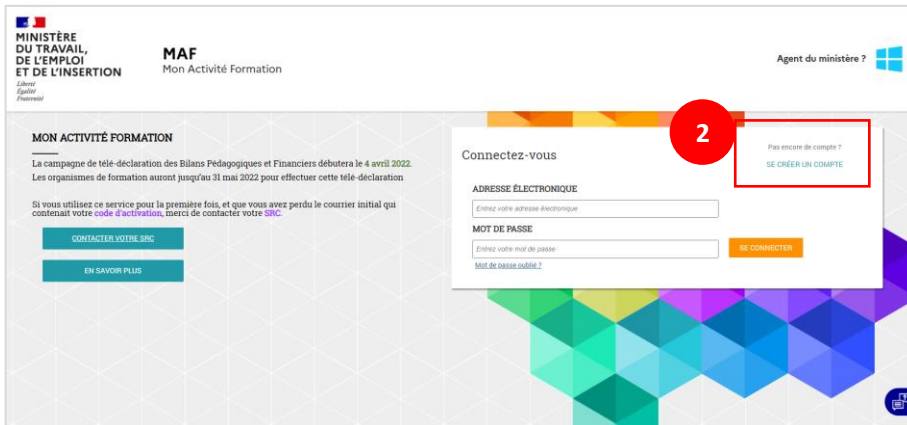 MINISTÈRE
DU TRAVAIL,
DE L'EMPLOI
ET DE L'INSERTION
Liberté
Égalité
Fraternité
MAF
Mon Activité Formation
Agent du ministère ?
MON ACTIVITÉ FORMATION
La campagne de télé-déclaration des Bilans Pédagogiques et Financiers débutera le 4 avril 2022.
Les organismes de formation auront jusqu'au 31 mai 2022 pour effectuer cette télé-déclaration
Si vous utilisez ce service pour la première fois, et que vous avez perdu le courrier initial qui
contenait votre code d'activation, merci de contacter votre SRC.
CONTACTER VOTRE SRC
EN SAVOIR PLUS
2
Connectez-vous
Pas encore de compte ?
SE CRÉER UN COMPTE
ADRESSE ÉLECTRONIQUE
Entrez votre adresse électronique
MOT DE PASSE
Entrez votre mot de passe
SE CONNECTER
Mot de passe oublié ?